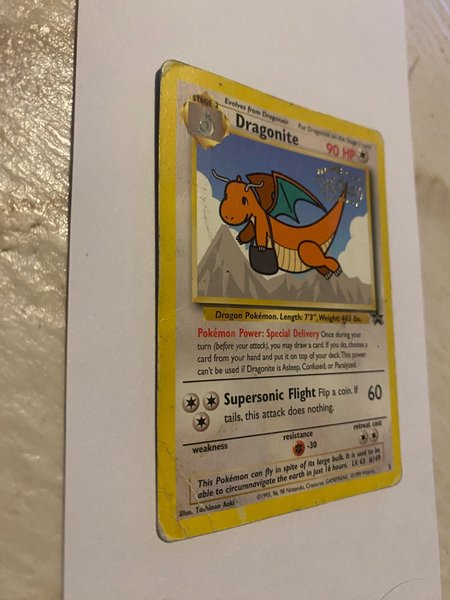 STAGE 2
Evolves from Dragonair
Put Dragonite on the Stage 1 card
Dragonite
90 HP
Dragon Pokémon. Length: 7'3", Weight: 463 lbs.
Pokémon Power: Special Delivery Once during your
turn (before your attack), you may draw a card. If you do, choose a
card from your hand and put it on top of your deck. This power
can't be used if Dragonite is Asleep, Confused, or Paralyzed.
Supersonic Flight Flip a coin. If
tails, this attack does nothing.
60
weakness
resistance
-30
retreat cost
This Pokémon can fly in spite of its large bulk. It is said to be
able to circumnavigate the earth in just 16 hours. LV. 43 #149
Illus. Toshinao Aoki
©1995, 96, 98 Nintendo, Creatures, GAMEFREAK. ©1999 Wizards.
5